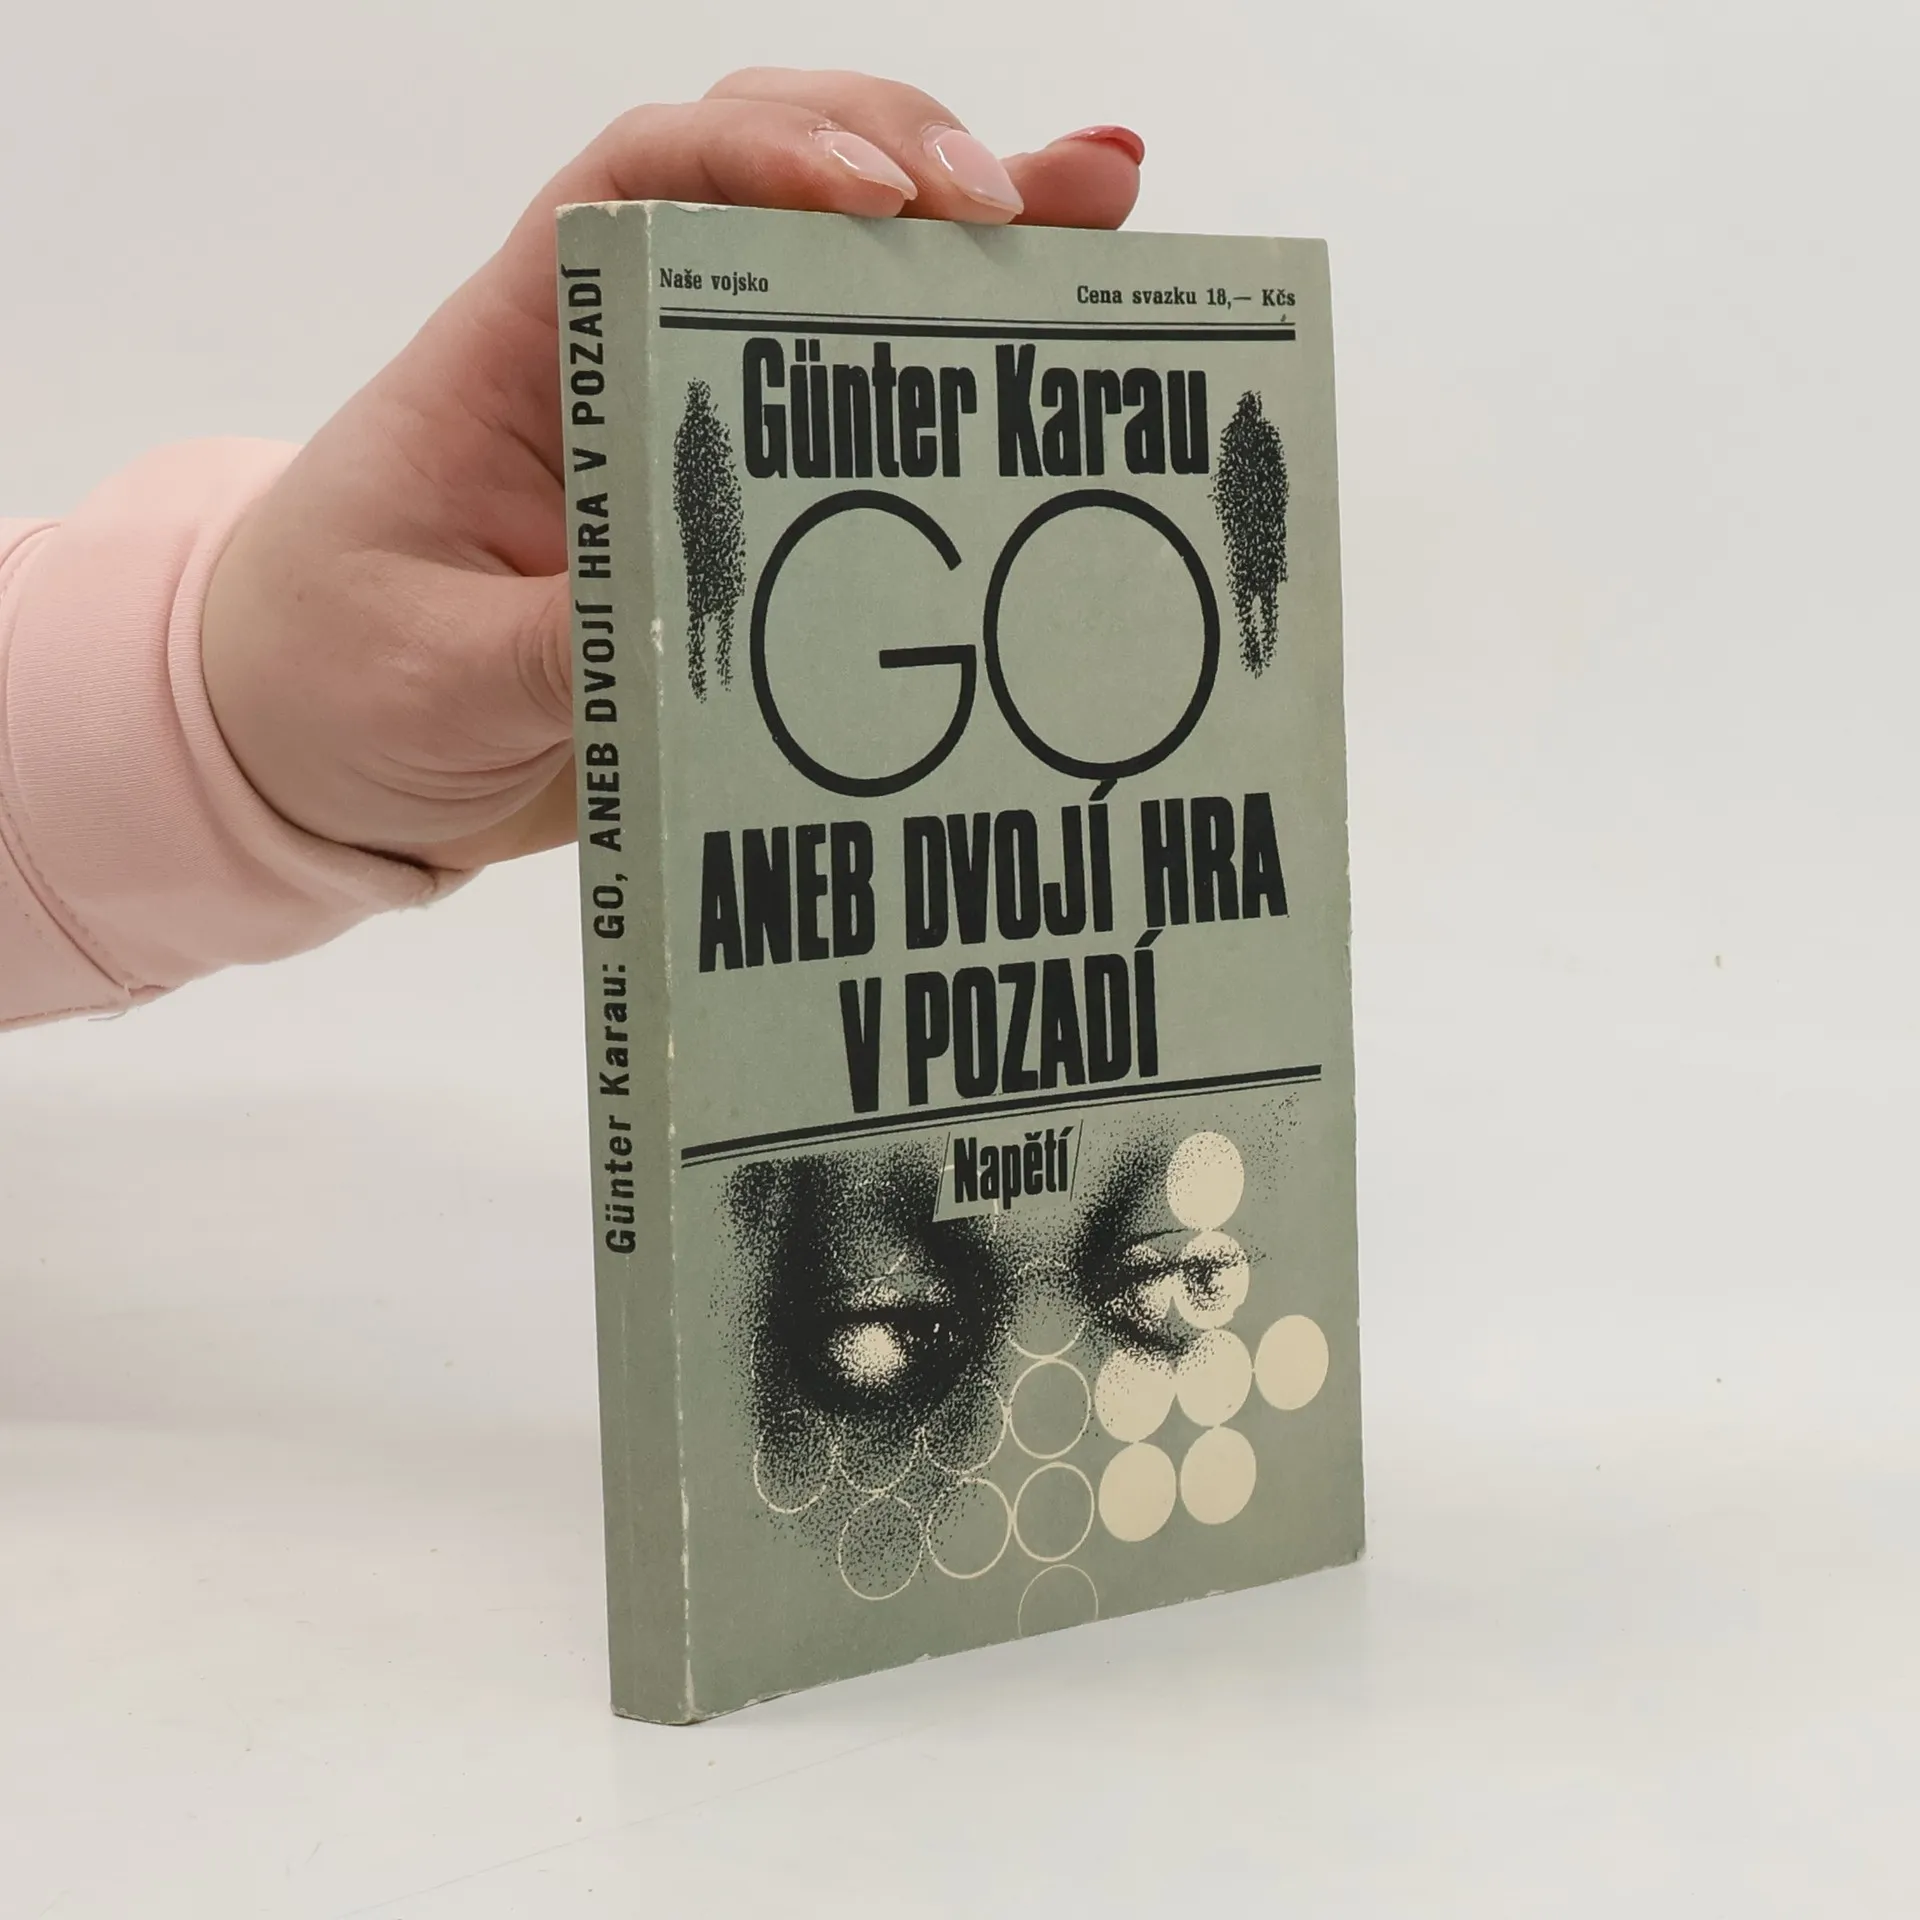 Günter Karau: GO, ANEB DVOJÍ HRA V POZADÍ
Naše vojsko
Cena svazku 18,— Kčs
Günter Karau
GO
ANEB DVOJÍ HRA
V POZADÍ
Napětí